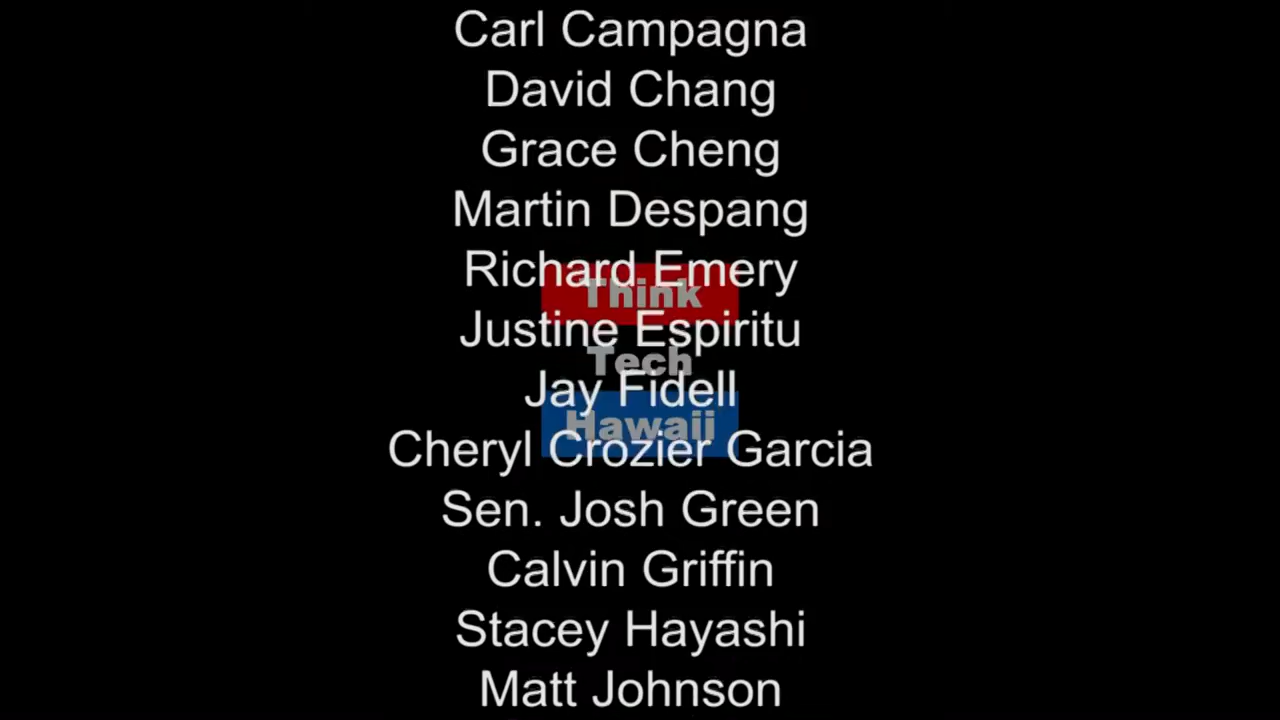 Carl Campagna
David Chang
Grace Cheng
Martin Despang
Richard Emery
Think
Justine Espiritu
Tech
Jay Fidell
Hawaii
Cheryl Crozier Garcia
Sen. Josh Green
Calvin Griffin
Stacey Hayashi
Matt Johnson